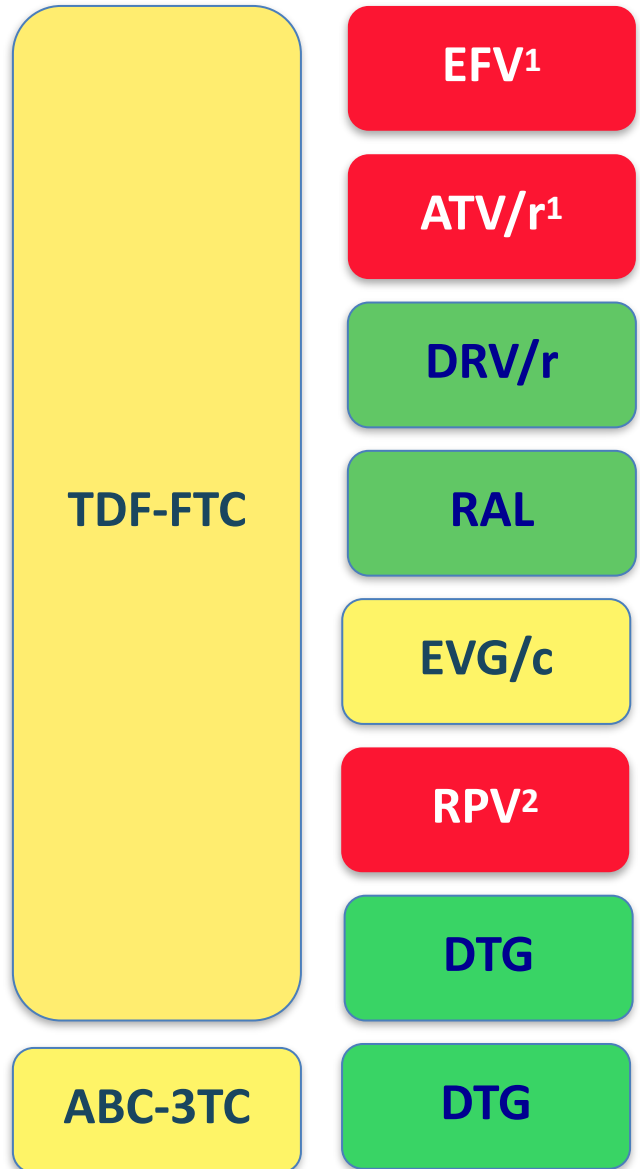 TDF-FTC
EFV¹
ATV/r¹
DRV/r
RAL
EVG/c
RPV²
DTG
ABC-3TC
DTG